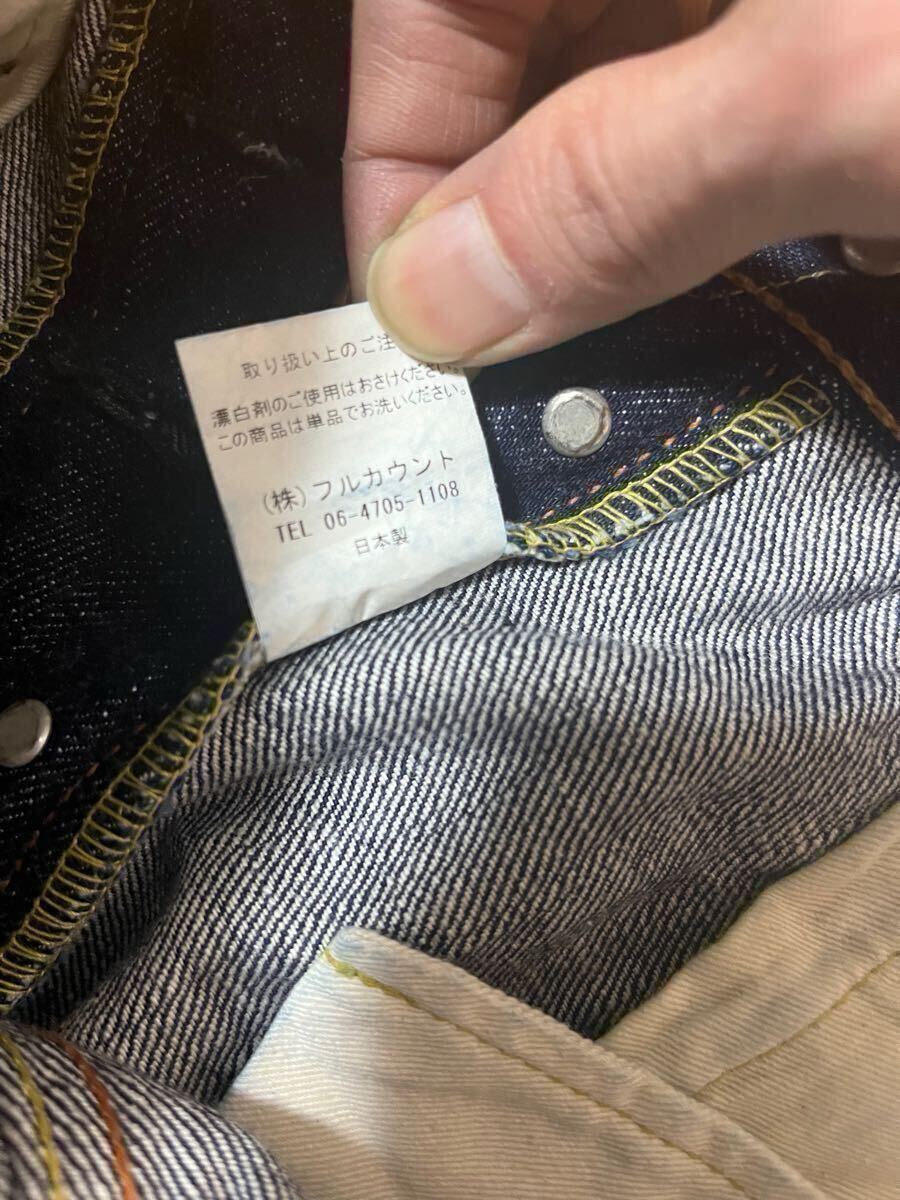 取り扱い上のご注
漂白剤のご使用はおさけください。
この商品は単品でお洗いください。
(株)フルカウント
TEL 06-4705-1108
日本製